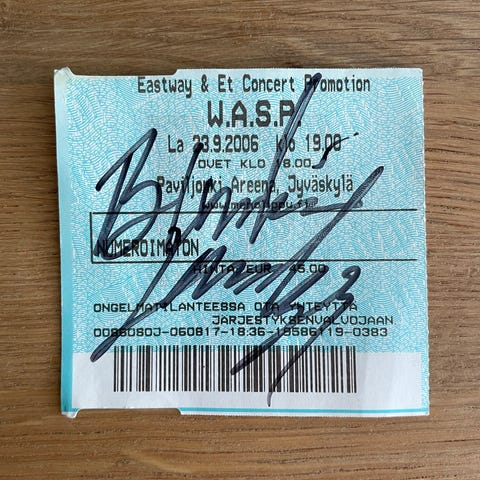 Eastway & Et Concert Promotion
W.A.S.P.
La 23.9.2006 klo 19.00
OVET KLO 18.00
Paviljonki Areena, Jyväskylä
NUMEROIMATON
HINTA EUR 45.00
ONGELMATILANTEESSA OTA YHTEYTTÄ
JÄRJESTYKSENVALVOJAAN